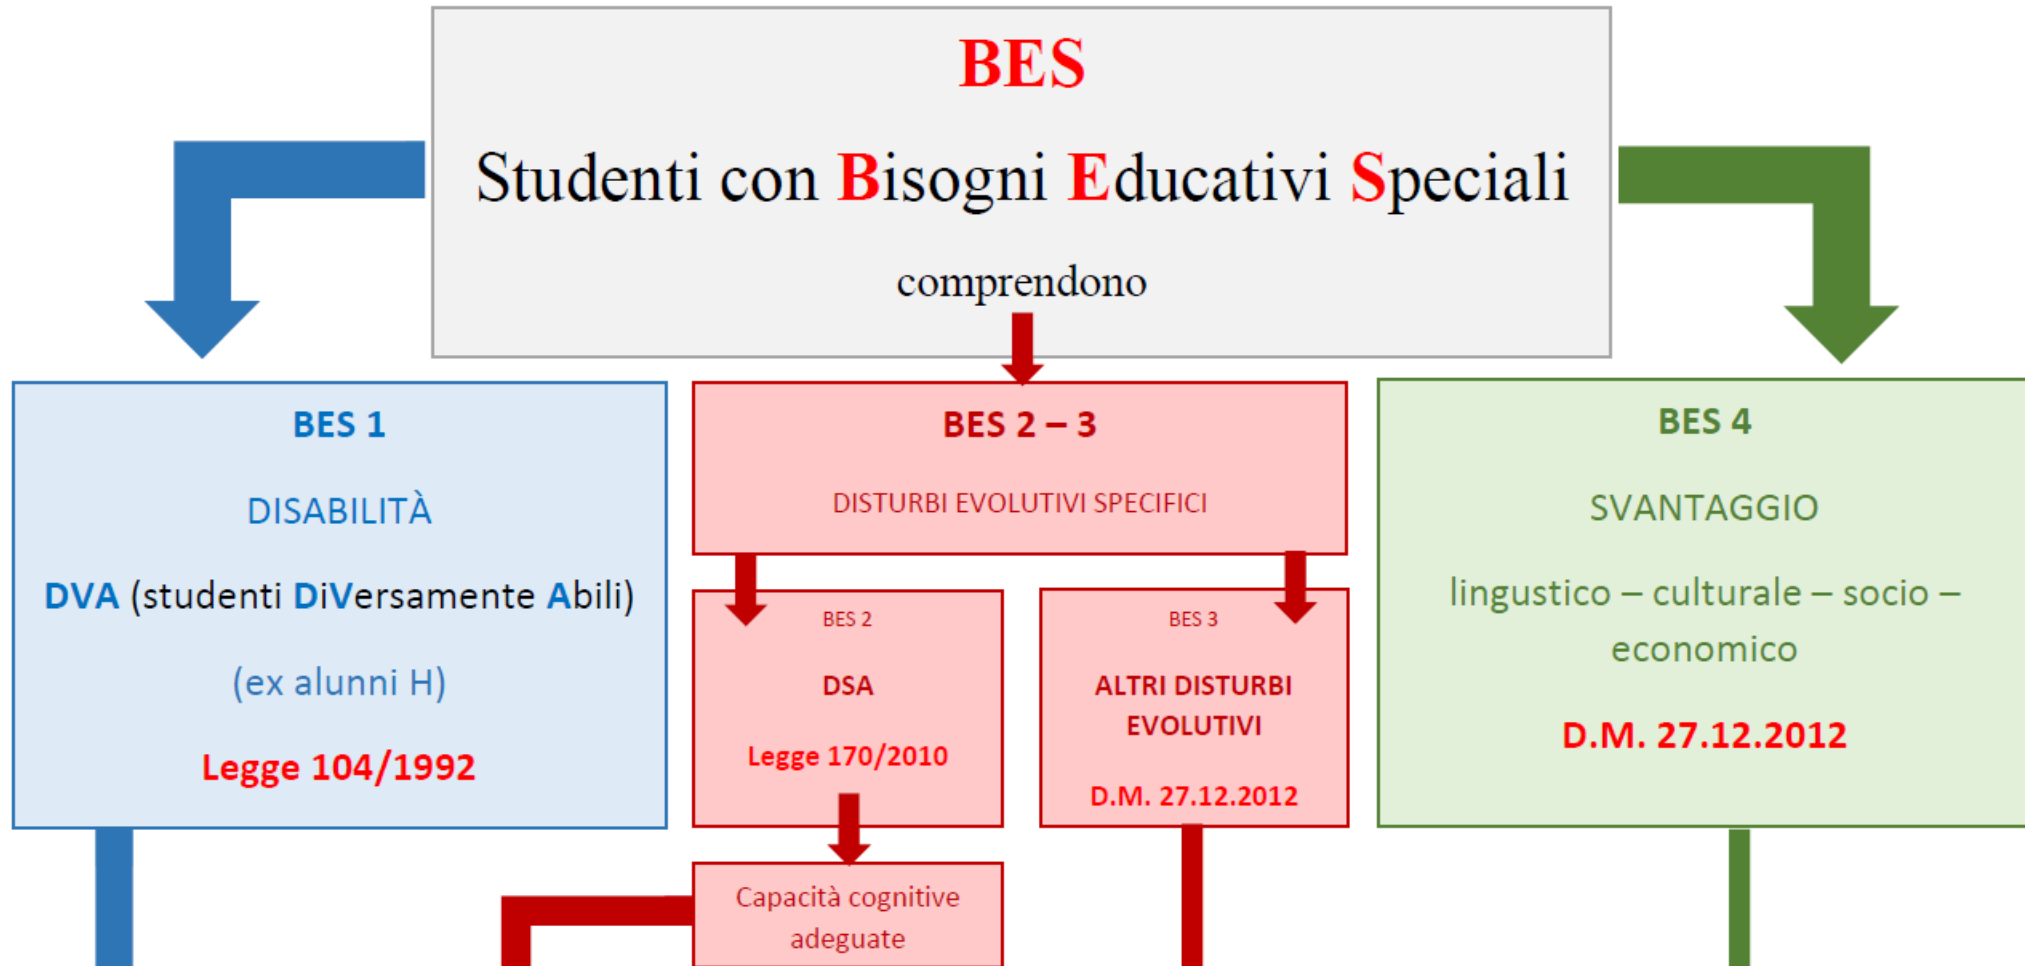 BES
Studenti con Bisogni Educativi Speciali
comprendono
BES 1
DISABILITÀ
DVA (studenti DiVersamente Abili)
(ex alunni H)
Legge 104/1992
BES 2 – 3
DISTURBI EVOLUTIVI SPECIFICI
BES 2
DSA
Legge 170/2010
Capacità cognitive
adeguate
BES 3
ALTRI DISTURBI
EVOLUTIVI
D.M. 27.12.2012
BES 4
SVANTAGGIO
lingustico – culturale – socio –
economico
D.M. 27.12.2012